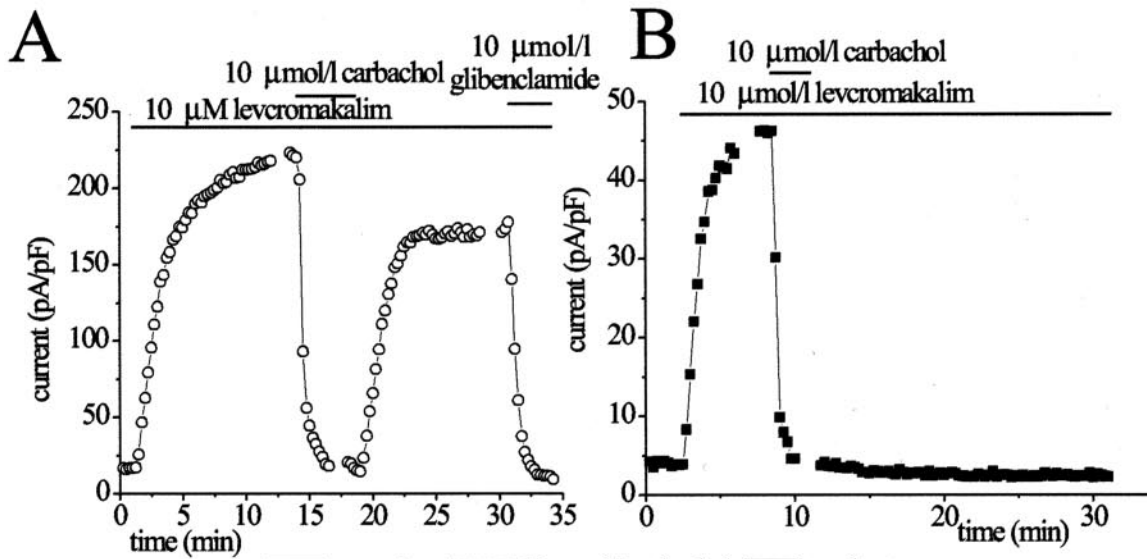 A
10 μmol/l
10 μmol/l carbachol
glibenclamide
10 μM levcromakalim
250
200
150
100
50
0
current (pA/pF)
0
5
10
15
20
25
30
35
time (min)
B
10 μmol/l carbachol
10 μmol/l levcromakalim
50
40
30
20
10
0
current (pA/pF)
0
10
20
30
time (min)